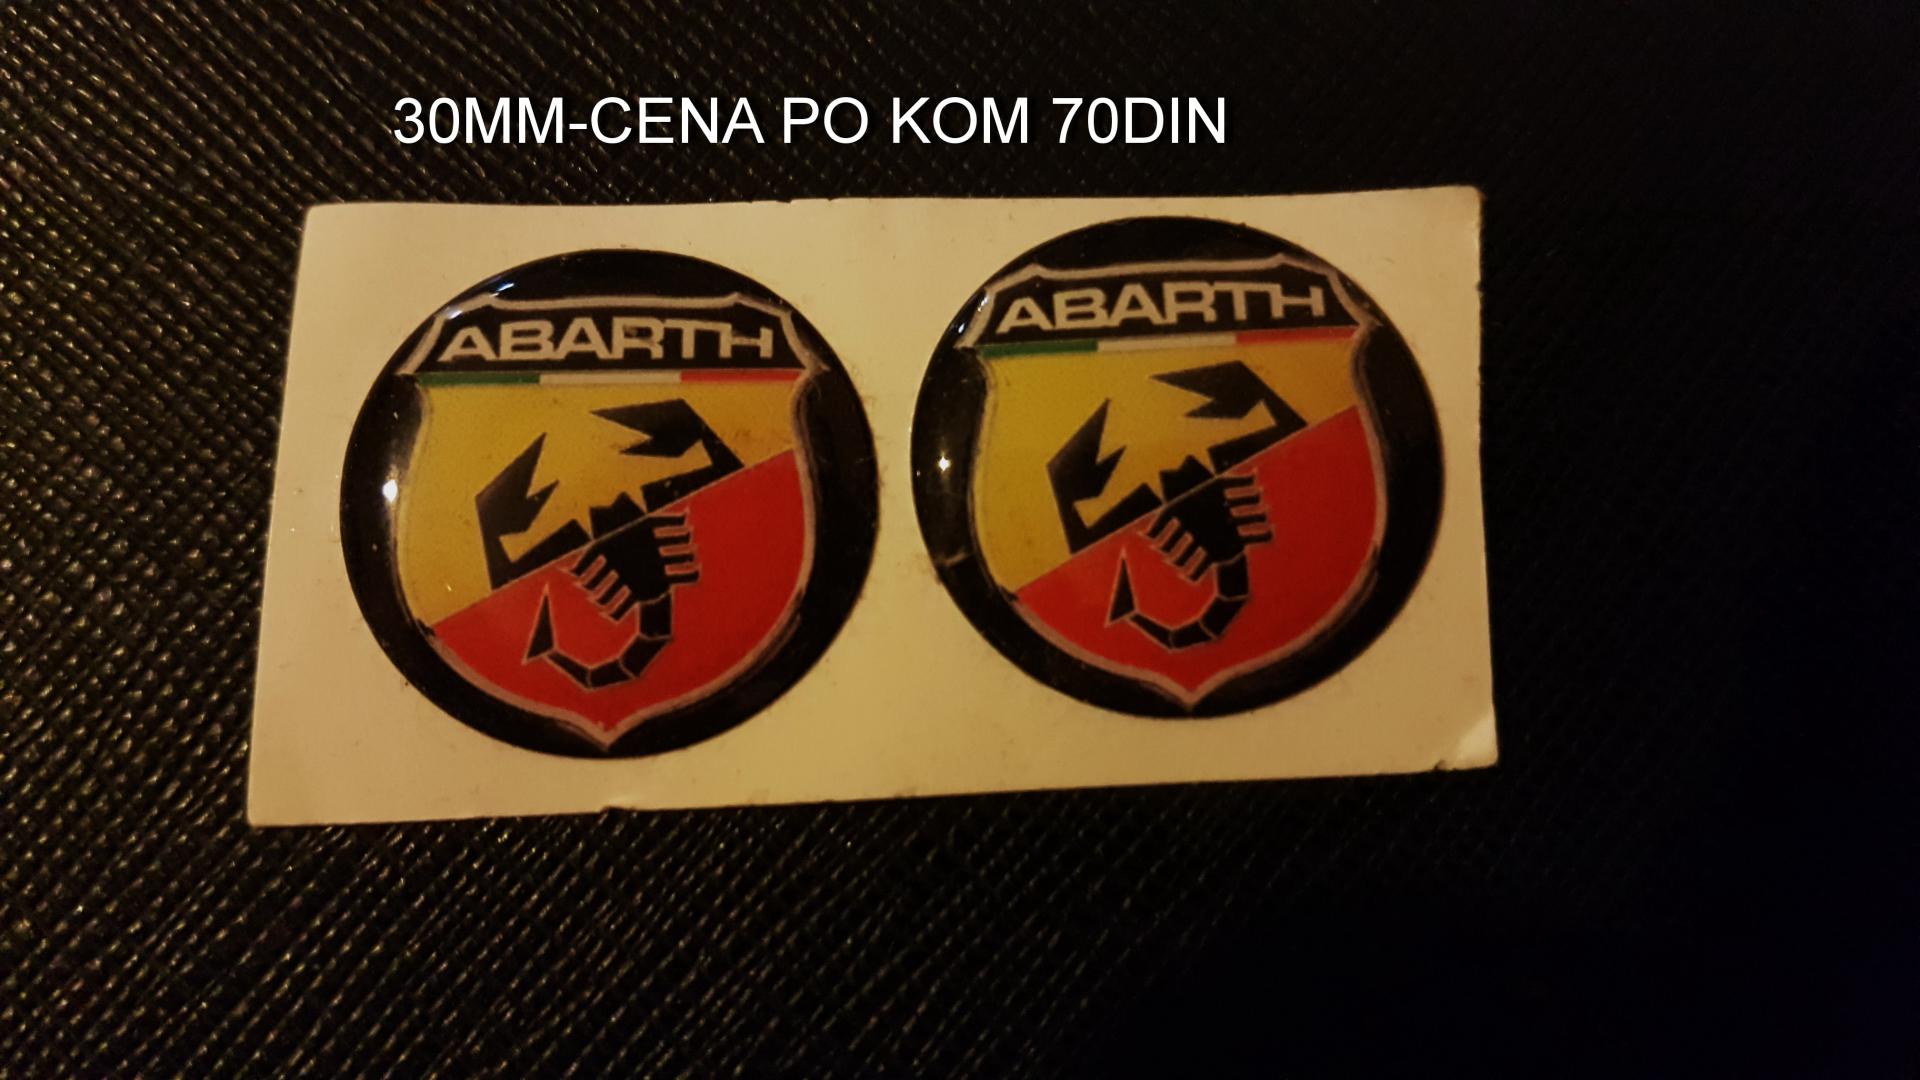 30MM-CENA PO KOM 70DIN
ABARTH
ABARTH